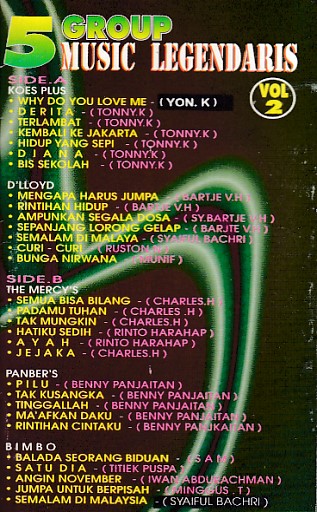 5 GROUP
MUSIC LEGENDARIS
VOL 2
SIDE.A
KOES PLUS
• WHY DO YOU LOVE ME - (YON. K)
• DERITA - (TONNY.K)
• TERLAMBAT - (TONNY.K)
• KEMBALI KE JAKARTA - (TONNY.K)
• HIDUP YANG SEPI - (TONNY.K)
• DIANA - (TONNY.K)
• BIS SEKOLAH - (TONNY.K)
D'LLOYD
• MENGAPA HARUS JUMPA - (BARTJE V.H)
• RINTIHAN HIDUP - (BARTJE V.H)
• AMPUNKAN SEGALA DOSA - (SY.BARTJE V.H)
• SEPANJANG LORONG GELAP - (BARJTE V.H)
• SEMALAM DI MALAYA - (SYAIFUL BACHRI)
• CURI - CURI - (RUSTON N)
• BUNGA NIRWANA - (MUNIF)
SIDE.B
THE MERCY'S
• SEMUA BISA BILANG - (CHARLES.H)
• PADAMU TUHAN - (CHARLES .H)
• TAK MUNGKIN - (CHARLES.H)
• HATIKU SEDIH - (RINTO HARAHAP)
• AYAH - (RINTO HARAHAP)
• JEJAKA - (CHARLES.H)
PANBER'S
• PILU - (BENNY PANJAITAN)
• TAK KUSANGKA - (BENNY PANJAITAN)
• TINGGALLAH - (BENNY PANJAITAN)
• MA'AFKAN DAKU - (BENNY PANJAITAN)
• RINTIHAN CINTAKU - (BENNY PANJAITAN)
BIMBO
• BALADA SEORANG BIDUAN - (SAM)
• SATU DIA - (TITIEK PUSPA)
• ANGIN NOVEMBER - (IWAN ABDULRACHMAN)
• JUMPA UNTUK BERPISAH - (MINGGUS .T)
• SEMALAM DI MALAYSIA - (SYAIFUL BACHRI)